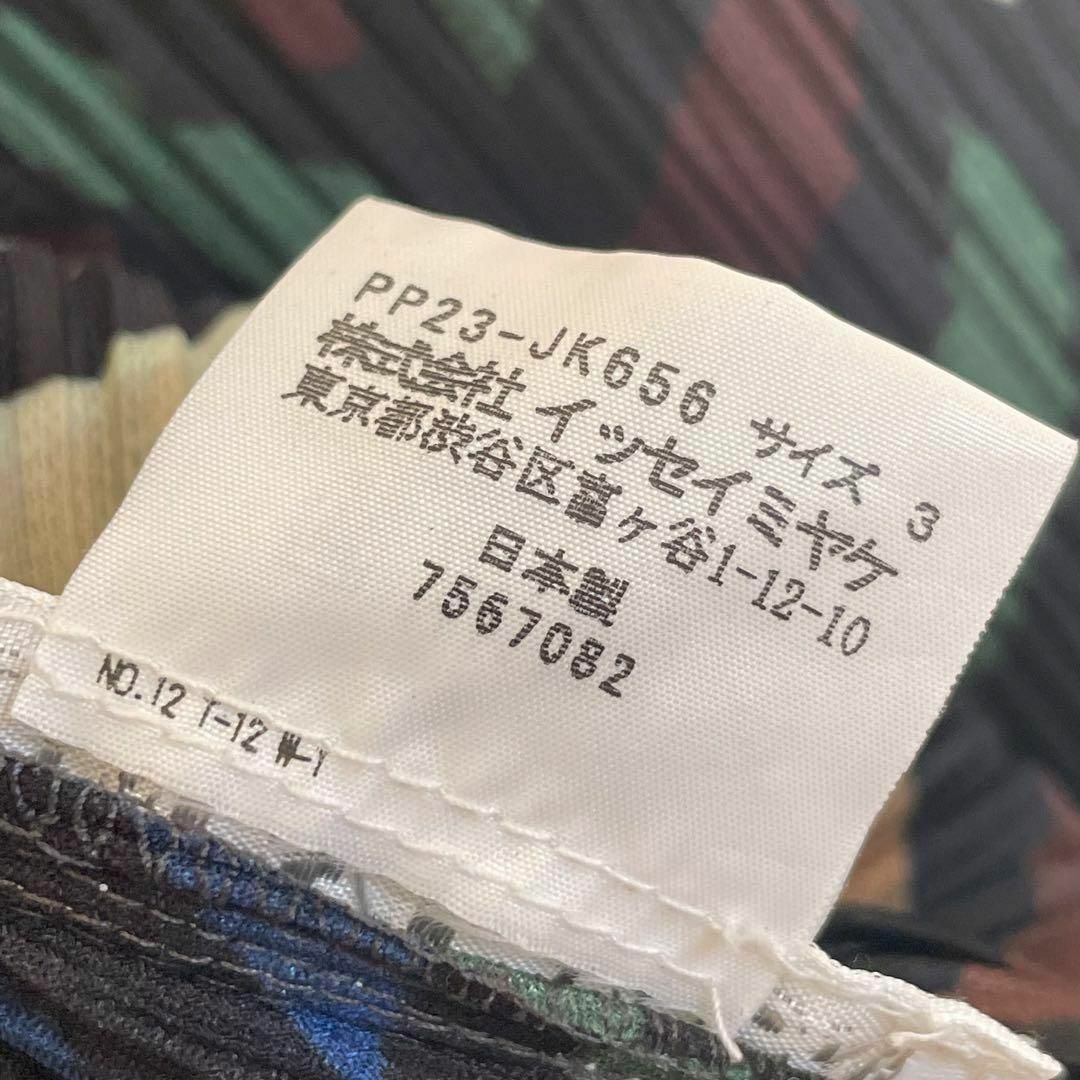 PP23-JK656 サイズ 3
株式会社 イッセイミヤケ
東京都渋谷区富ヶ谷1-12-10
日本製
7567082
NO.12 T-12 W-Y